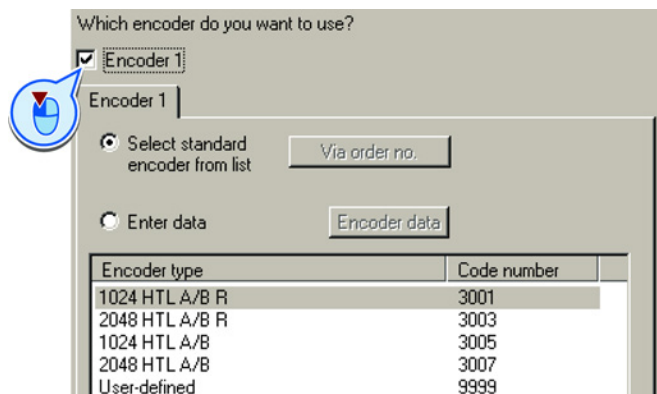 Which encoder do you want to use?
Encoder 1
Encoder 1
Select standard
encoder from list
Via order no.
Enter data
Encoder data
Encoder type Code number
1024 HTL A/B R 3001
2048 HTL A/B R 3003
1024 HTL A/B 3005
2048 HTL A/B 3007
User-defined 9999